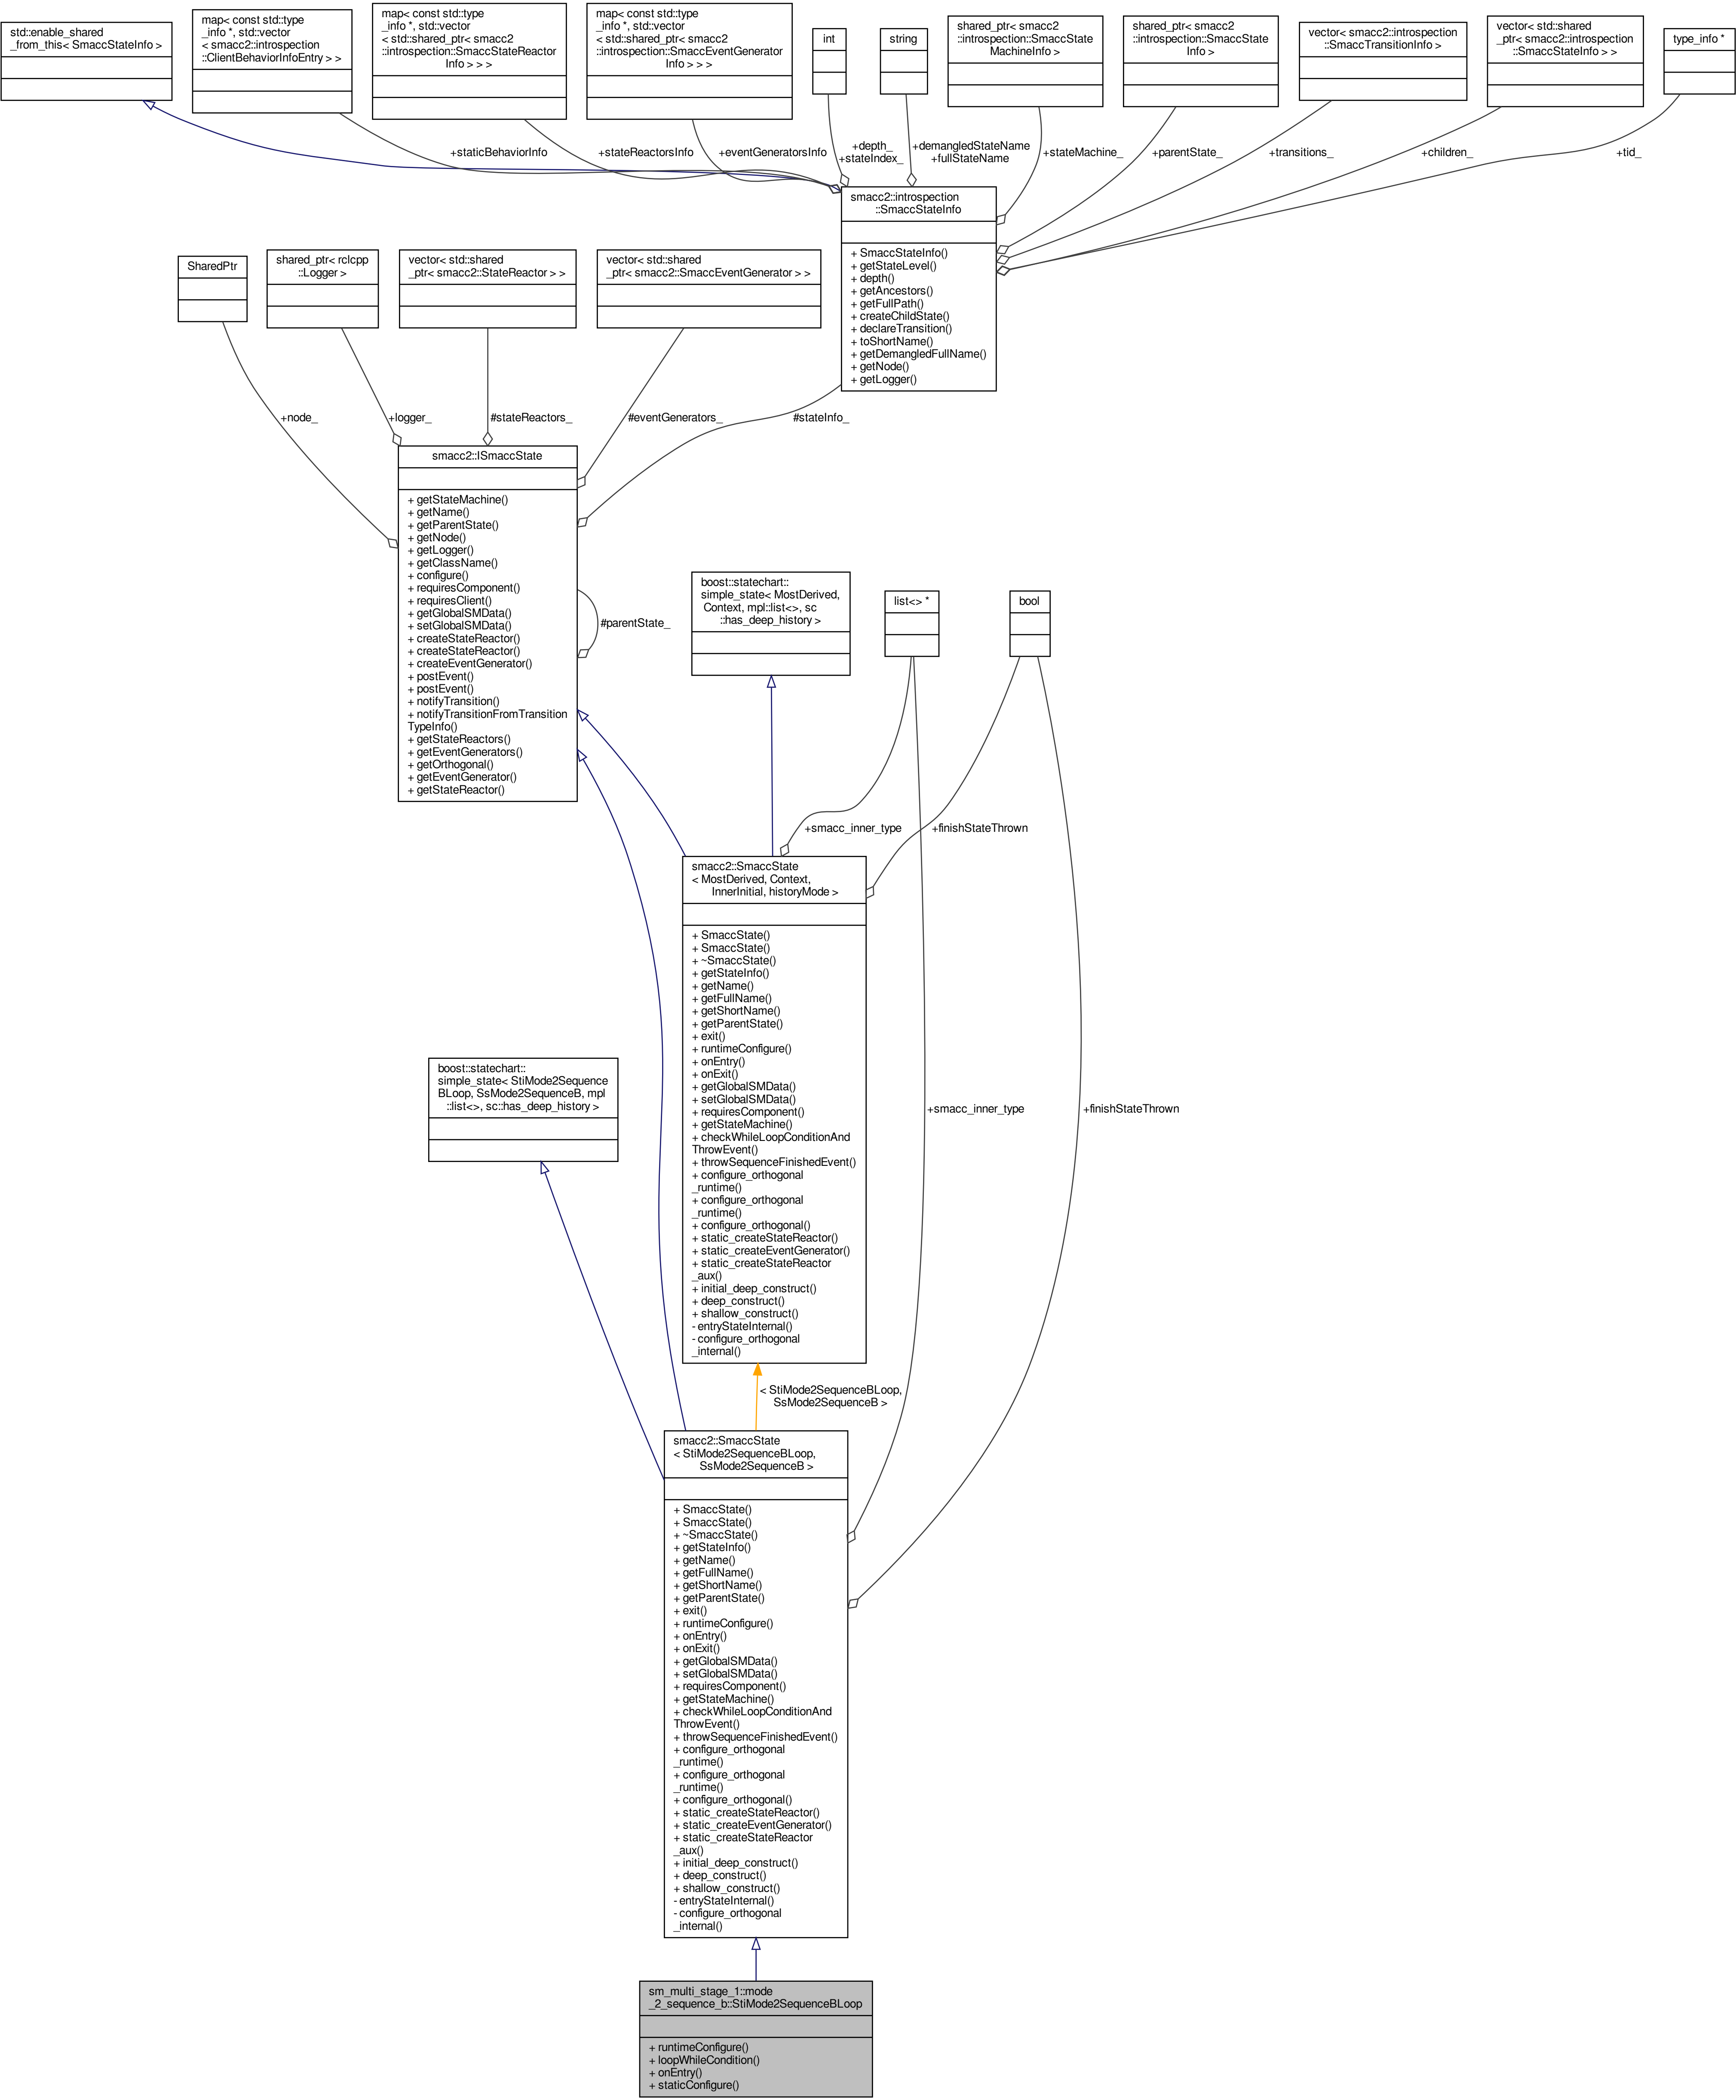 std::enable_shared
_from_this< SmaccStateInfo >
map< const std::type
_info *, std::vector
< smacc2::introspection
::ClientBehaviorInfoEntry > >
map< const std::type
_info *, std::vector
< std::shared_ptr< smacc2
::introspection::SmaccStateReactor
Info > > >
map< const std::type
_info *, std::vector
< std::shared_ptr< smacc2
::introspection::SmaccEventGenerator
Info > > >
int
string
shared_ptr< smacc2
::introspection::SmaccState
MachineInfo >
shared_ptr< smacc2
::introspection::SmaccState
Info >
vector< smacc2::introspection
::SmaccTransitionInfo >
vector< std::shared
_ptr< smacc2::introspection
::SmaccStateInfo > >
type_info *
+staticBehaviorInfo
+stateReactorsInfo
+eventGeneratorsInfo
+depth_
+stateIndex_
+demangledStateName
+fullStateName
+stateMachine_
+parentState_
+transitions_
+children_
+tid_
smacc2::introspection
::SmaccStateInfo
+ SmaccStateInfo()
+ getStateLevel()
+ depth()
+ getAncestors()
+ getFullPath()
+ createChildState()
+ declareTransition()
+ toShortName()
+ getDemangledFullName()
+ getNode()
+ getLogger()
SharedPtr
shared_ptr< rclcpp
::Logger >
vector< std::shared
_ptr< smacc2::StateReactor > >
vector< std::shared
_ptr< smacc2::SmaccEventGenerator > >
+node_
+logger_
#stateReactors_
#eventGenerators_
#stateInfo_
smacc2::ISmaccState
+ getStateMachine()
+ getName()
+ getParentState()
+ getNode()
+ getLogger()
+ getClassName()
+ configure()
+ requiresComponent()
+ requiresClient()
+ getGlobalSMData()
+ setGlobalSMData()
+ createStateReactor()
+ createStateReactor()
+ createEventGenerator()
+ postEvent()
+ postEvent()
+ notifyTransition()
+ notifyTransitionFromTransition
TypeInfo()
+ getStateReactors()
+ getEventGenerators()
+ getOrthogonal()
+ getEventGenerator()
+ getStateReactor()
#parentState_
boost::statechart::
simple_state< MostDerived,
Context, mpl::list<>, sc
::has_deep_history >
list<> *
bool
+smacc_inner_type
+finishStateThrown
smacc2::SmaccState
< MostDerived, Context,
InnerInitial, historyMode >
+ SmaccState()
+ SmaccState()
+ ~SmaccState()
+ getStateInfo()
+ getName()
+ getFullName()
+ getShortName()
+ getParentState()
+ exit()
+ runtimeConfigure()
+ onEntry()
+ onExit()
+ getGlobalSMData()
+ setGlobalSMData()
+ requiresComponent()
+ getStateMachine()
+ checkWhileLoopConditionAnd
ThrowEvent()
+ throwSequenceFinishedEvent()
+ configure_orthogonal
_runtime()
+ configure_orthogonal
_runtime()
+ configure_orthogonal()
+ static_createStateReactor()
+ static_createEventGenerator()
+ static_createStateReactor
_aux()
+ initial_deep_construct()
+ deep_construct()
+ shallow_construct()
- entryStateInternal()
- configure_orthogonal
_internal()
boost::statechart::
simple_state< StiMode2Sequence
BLoop, SsMode2SequenceB, mpl
::list<>, sc::has_deep_history >
+smacc_inner_type
+finishStateThrown
< StiMode2SequenceBLoop,
SsMode2SequenceB >
smacc2::SmaccState
< StiMode2SequenceBLoop,
SsMode2SequenceB >
+ SmaccState()
+ SmaccState()
+ ~SmaccState()
+ getStateInfo()
+ getName()
+ getFullName()
+ getShortName()
+ getParentState()
+ exit()
+ runtimeConfigure()
+ onEntry()
+ onExit()
+ getGlobalSMData()
+ setGlobalSMData()
+ requiresComponent()
+ getStateMachine()
+ checkWhileLoopConditionAnd
ThrowEvent()
+ throwSequenceFinishedEvent()
+ configure_orthogonal
_runtime()
+ configure_orthogonal
_runtime()
+ configure_orthogonal()
+ static_createStateReactor()
+ static_createEventGenerator()
+ static_createStateReactor
_aux()
+ initial_deep_construct()
+ deep_construct()
+ shallow_construct()
- entryStateInternal()
- configure_orthogonal
_internal()
sm_multi_stage_1::mode
_2_sequence_b::StiMode2SequenceBLoop
+ runtimeConfigure()
+ loopWhileCondition()
+ onEntry()
+ staticConfigure()